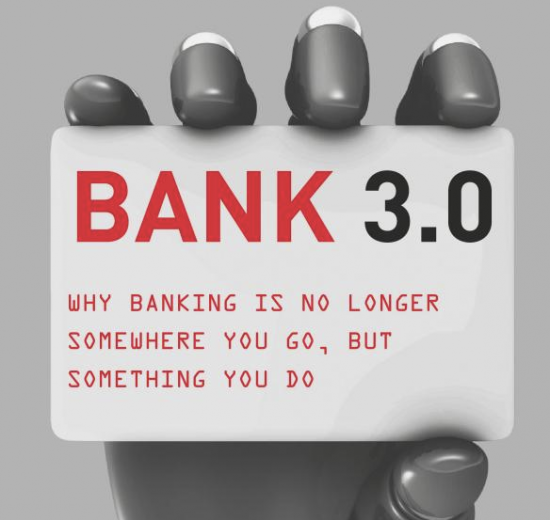 BANK 3.0
WHY BANKING IS NO LONGER
SOMEWHERE YOU GO, BUT
SOMETHING YOU DO